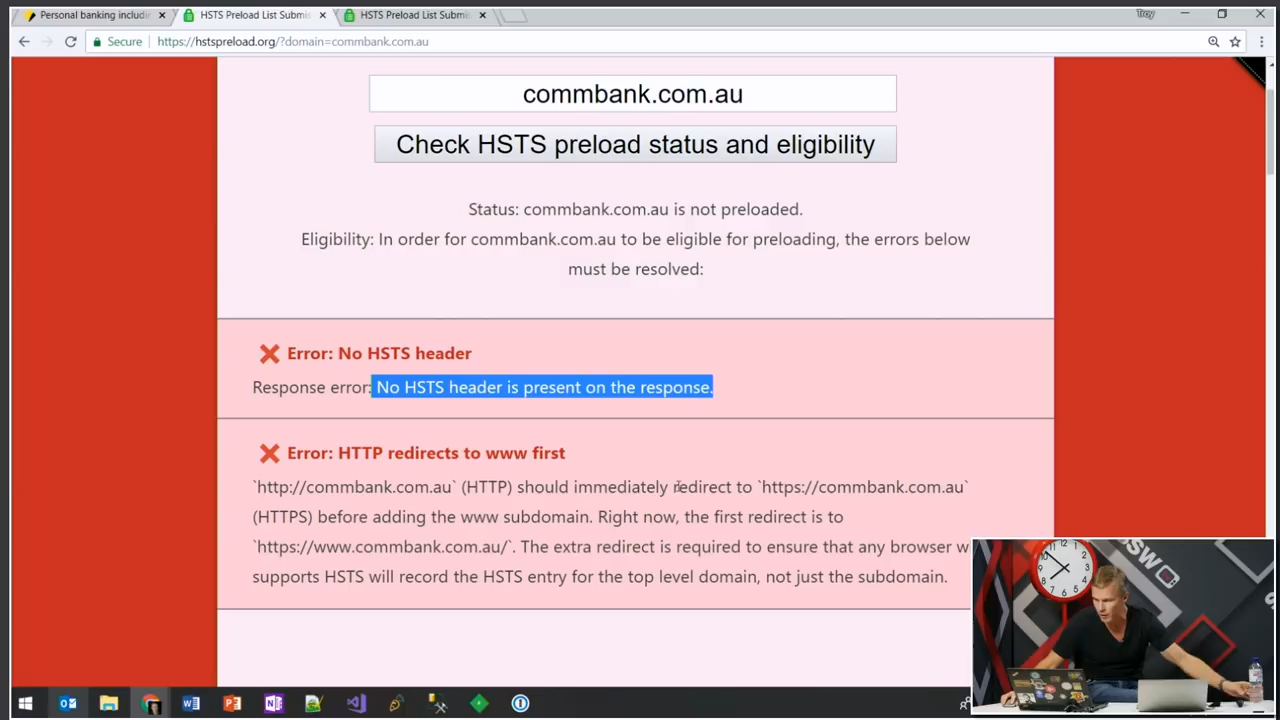 Personal banking includin
HSTS Preload List Submis
HSTS Preload List Submis
Troy
Secure
https://hstspreload.org/?domain=commbank.com.au
commbank.com.au
Check HSTS preload status and eligibility
Status: commbank.com.au is not preloaded.
Eligibility: In order for commbank.com.au to be eligible for preloading, the errors below
must be resolved:
Error: No HSTS header
Response error: No HSTS header is present on the response.
Error: HTTP redirects to www first
`http://commbank.com.au` (HTTP) should immediately redirect to `https://commbank.com.au`
(HTTPS) before adding the www subdomain. Right now, the first redirect is to
`https://www.commbank.com.au/`. The extra redirect is required to ensure that any browser w
supports HSTS will record the HSTS entry for the top level domain, not just the subdomain.